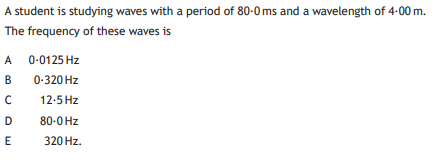 A student is studying waves with a period of 80·0 ms and a wavelength of 4·00 m.
The frequency of these waves is
A 0·0125 Hz
B 0·320 Hz
C 12·5 Hz
D 80·0 Hz
E 320 Hz.